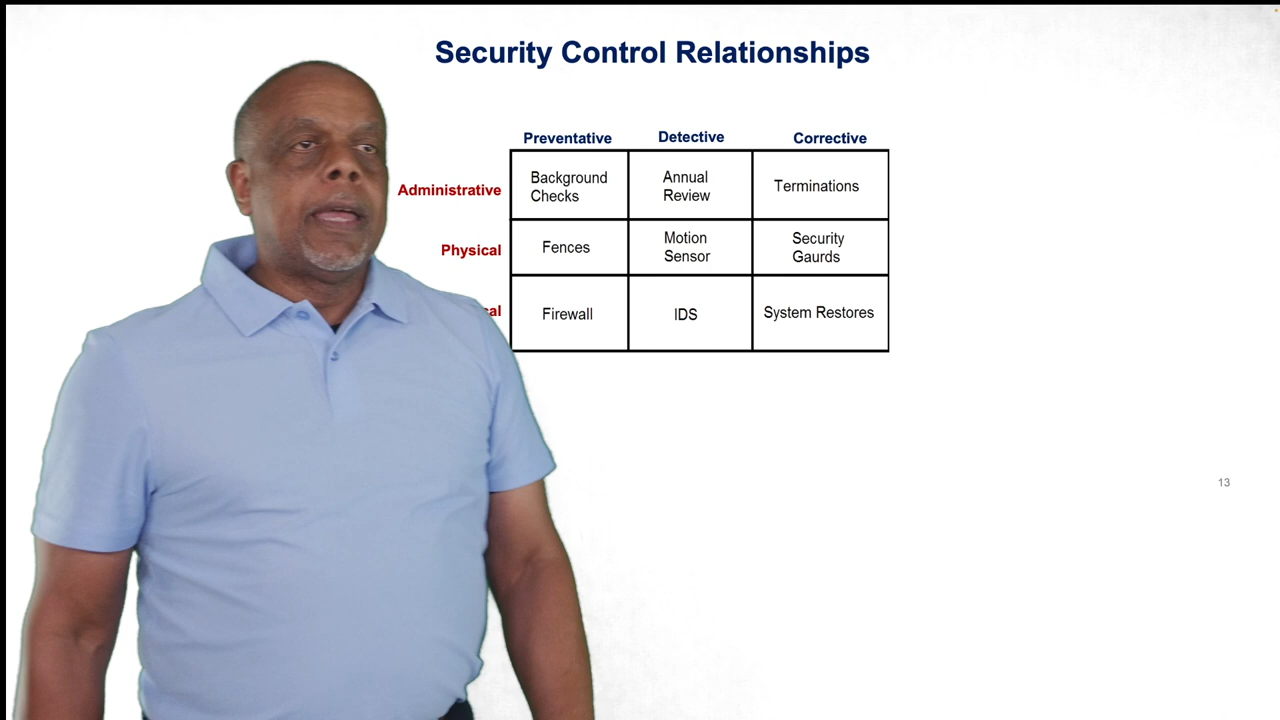 Security Control Relationships
Preventative Detective Corrective
Administrative
Background
Checks
Annual
Review
Terminations
Physical
Fences
Motion
Sensor
Security
Gaurds
Firewall
IDS
System Restores
13